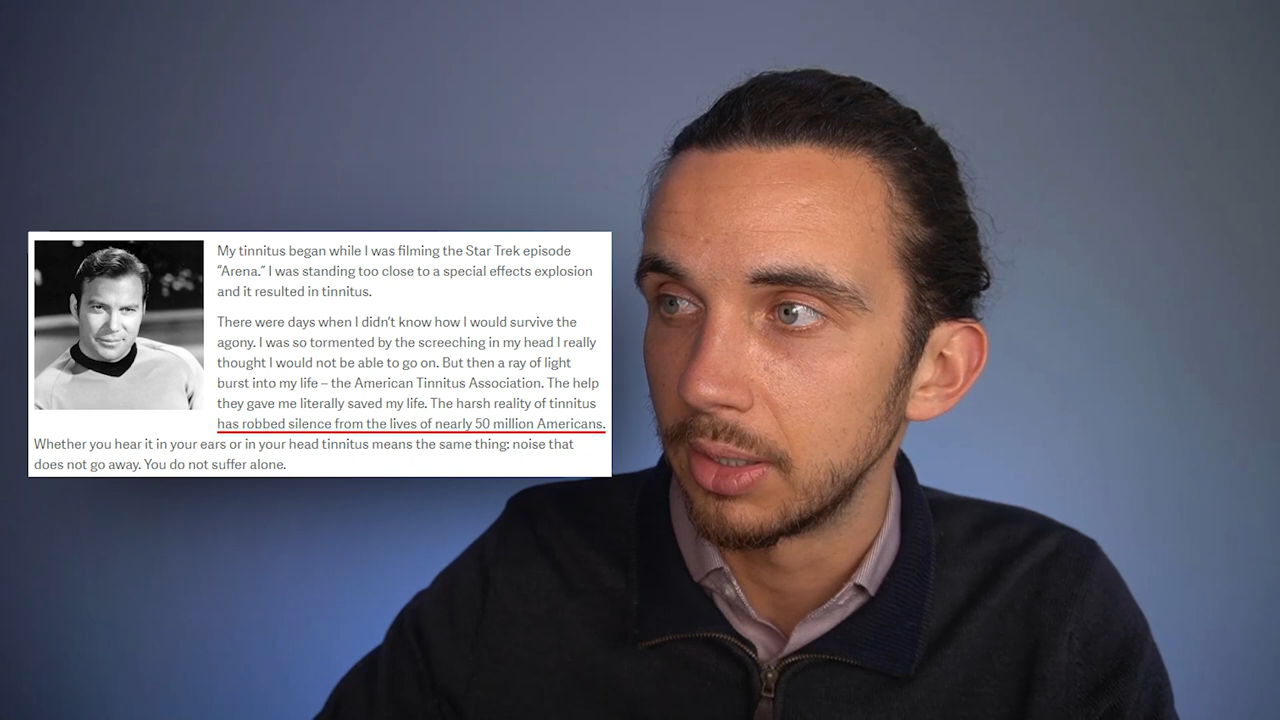 My tinnitus began while I was filming the Star Trek episode
“Arena.” I was standing too close to a special effects explosion
and it resulted in tinnitus.
There were days when I didn’t know how I would survive the
agony. I was so tormented by the screeching in my head I really
thought I would not be able to go on. But then a ray of light
burst into my life – the American Tinnitus Association. The help
they gave me literally saved my life. The harsh reality of tinnitus
has robbed silence from the lives of nearly 50 million Americans.
Whether you hear it in your ears or in your head tinnitus means the same thing: noise that
does not go away. You do not suffer alone.